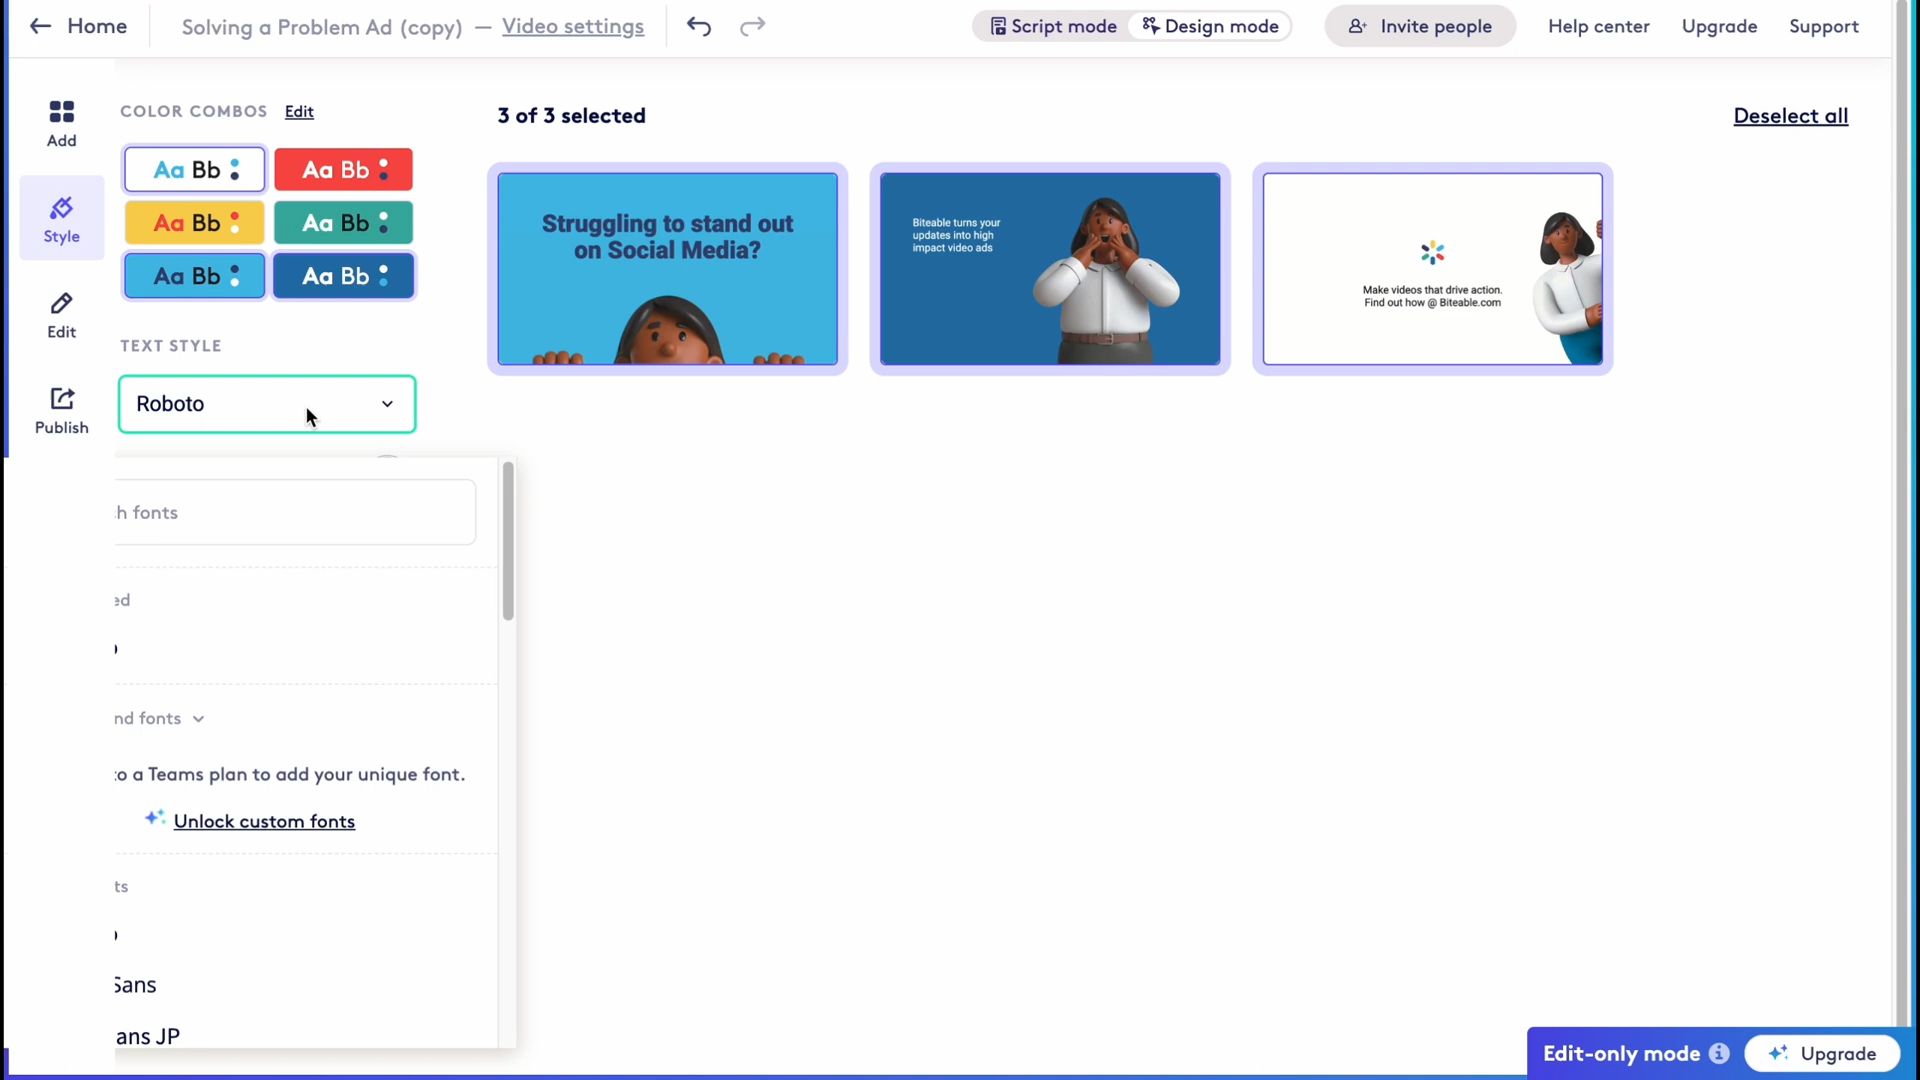 Home
Solving a Problem Ad (copy) — Video settings
Script mode
Design mode
Invite people
Help center
Upgrade
Support
Add
Style
Edit
Publish
COLOR COMBOS Edit
Aa Bb
Aa Bb
Aa Bb
Aa Bb
Aa Bb
Aa Bb
TEXT STYLE
Roboto
h fonts
ed
o
nd fonts
to a Teams plan to add your unique font.
Unlock custom fonts
ts
o
Sans
ans JP
3 of 3 selected
Deselect all
Struggling to stand out
on Social Media?
Biteable turns your
updates into high
impact video ads
Make videos that drive action.
Find out how @ Biteable.com
Edit-only mode
Upgrade